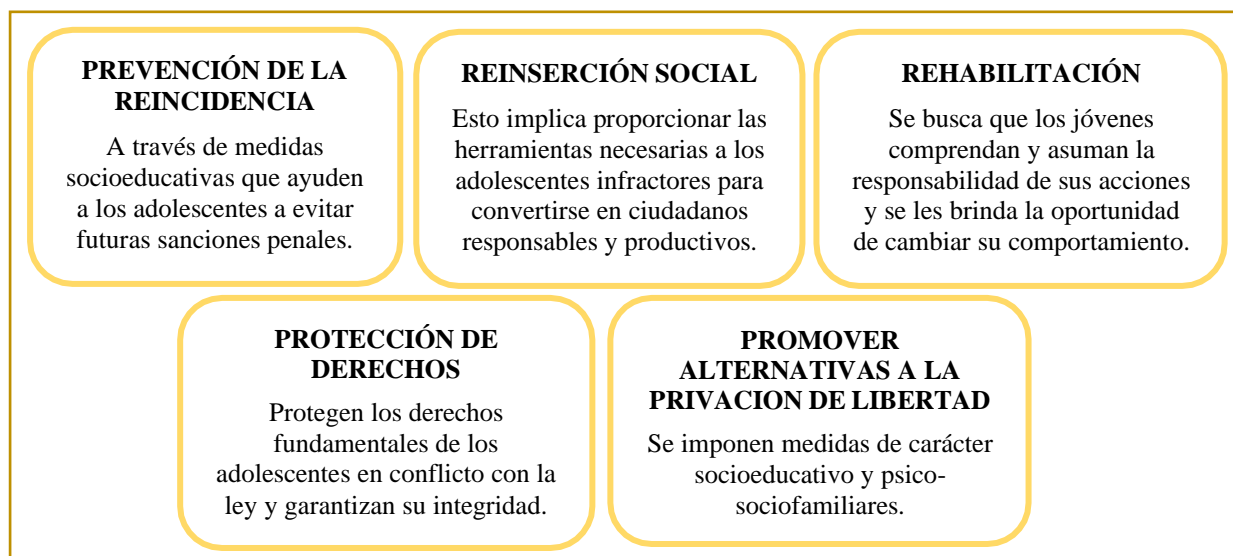 PREVENCIÓN DE LA
REINCIDENCIA
A través de medidas
socioeducativas que ayuden
a los adolescentes a evitar
futuras sanciones penales.
REINSERCIÓN SOCIAL
Esto implica proporcionar las
herramientas necesarias a los
adolescentes infractores para
convertirse en ciudadanos
responsables y productivos.
REHABILITACIÓN
Se busca que los jóvenes
comprendan y asuman la
responsabilidad de sus acciones
y se les brinda la oportunidad
de cambiar su comportamiento.
PROTECCIÓN DE
DERECHOS
Protegen los derechos
fundamentales de los
adolescentes en conflicto con la
ley y garantizan su integridad.
PROMOVER
ALTERNATIVAS A LA
PRIVACION DE LIBERTAD
Se imponen medidas de carácter
socioeducativo y psico-
sociofamiliares.